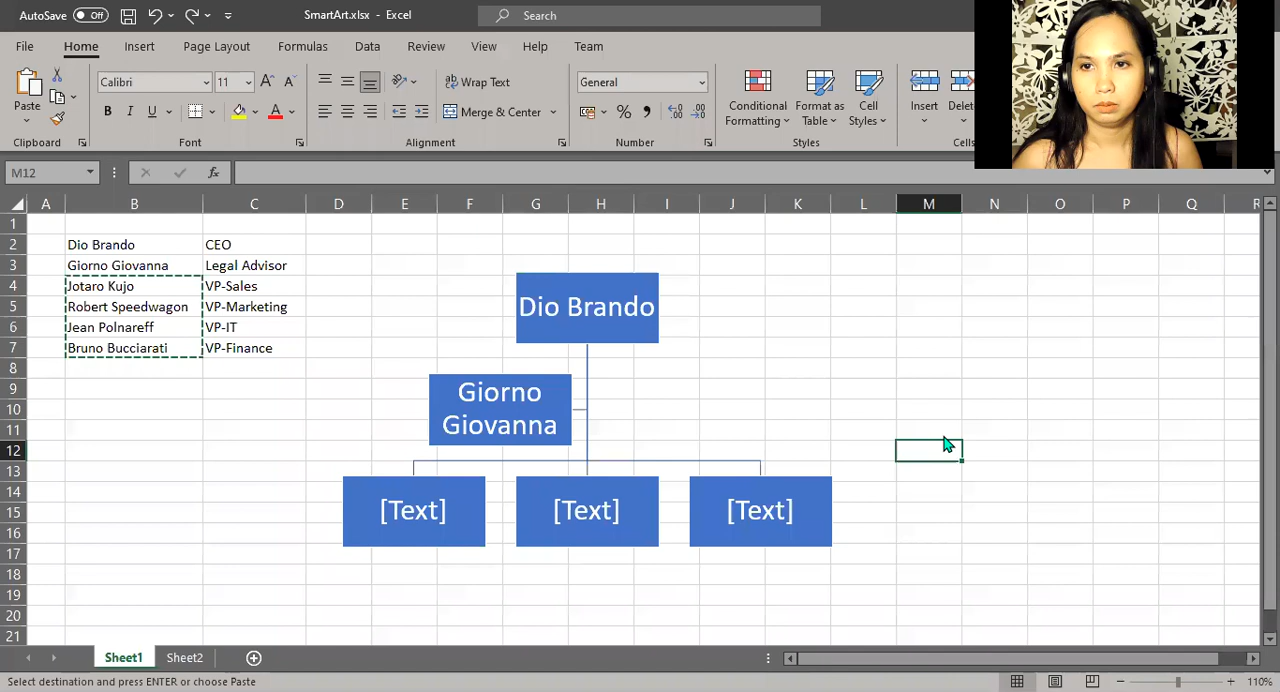 AutoSave Off SmartArt.xlsx - Excel Search
File Home Insert Page Layout Formulas Data Review View Help Team
Calibri 11 Wrap Text General
Paste B I U Merge & Center % Conditional Formatting Format as Table Cell Styles Insert Delet
Clipboard Font Alignment Number Styles Cells
M12 fx
A B C D E F G H I J K L M N O P Q R
1
2 Dio Brando CEO
3 Giorno Giovanna Legal Advisor
4 Jotaro Kujo VP-Sales
5 Robert Speedwagon VP-Marketing
6 Jean Polnareff VP-IT
7 Bruno Bucciarati VP-Finance
8
9
10
11
12
13
14
15
16
17
18
19
20
21
Dio Brando
Giorno
Giovanna
[Text] [Text] [Text]
Sheet1 Sheet2
Select destination and press ENTER or choose Paste 110%